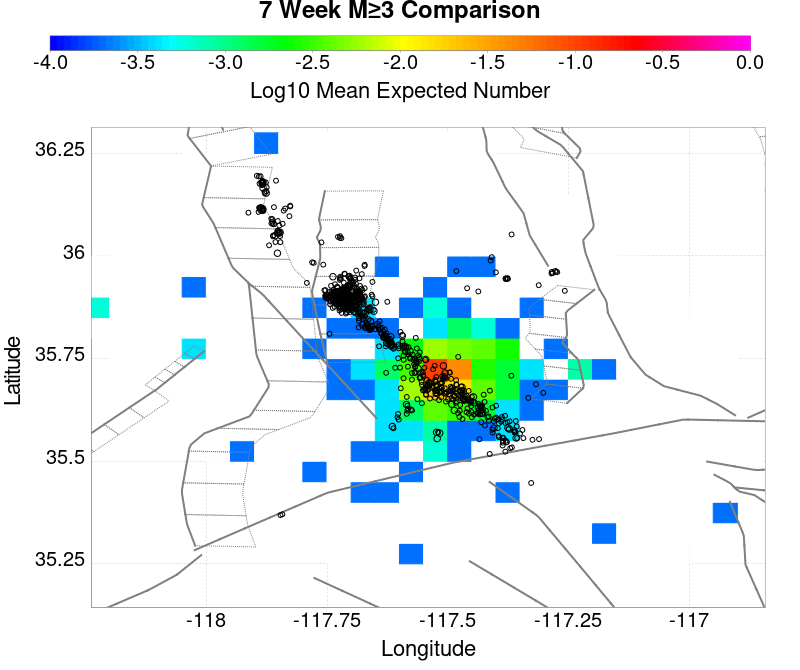 7 Week M≥3 Comparison
-4.0 -3.5 -3.0 -2.5 -2.0 -1.5 -1.0 -0.5 0.0
Log10 Mean Expected Number
36.25
36
35.75
35.5
35.25
Latitude
-118 -117.75 -117.5 -117.25 -117
Longitude